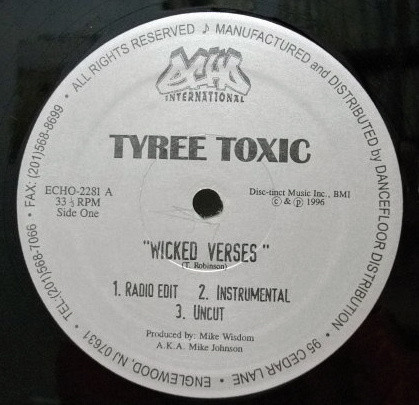 ALL RIGHTS RESERVED ♪ MANUFACTURED and DISTRIBUTED by DANCEFLOOR DISTRIBUTION • 95 CEDAR LANE • ENGLEWOOD, NJ 07631 • TEL(201)568-7066 • FAX: (201)568-8699 •
ECHO
INTERNATIONAL
TYREE TOXIC
ECHO-2281 A
33 ⅓ RPM
Side One
Disc-tinct Music Inc., BMI
© & ℗ 1996
"WICKED VERSES"
(T. Robinson)
1. RADIO EDIT 2. INSTRUMENTAL
3. UNCUT
Produced by: Mike Wisdom
A.K.A. Mike Johnson